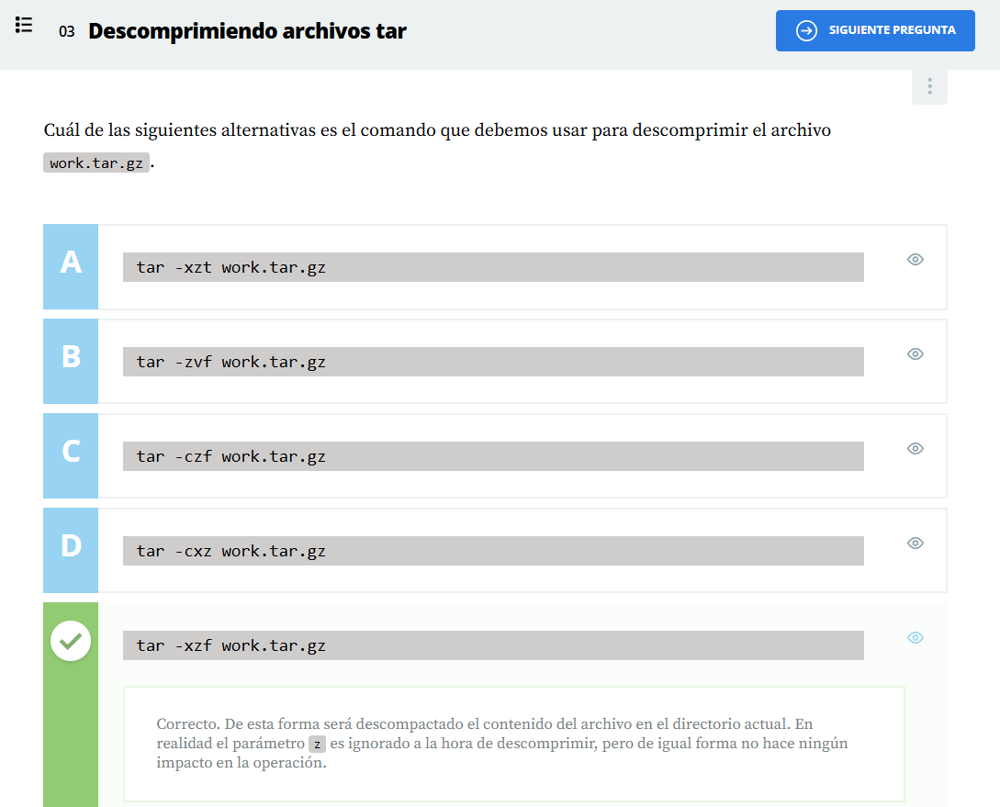 03 Descomprimiendo archivos tar
SIGUIENTE PREGUNTA
Cuál de las siguientes alternativas es el comando que debemos usar para descomprimir el archivo
work.tar.gz.
A
tar -xzt work.tar.gz
B
tar -zvf work.tar.gz
C
tar -czf work.tar.gz
D
tar -cxz work.tar.gz
tar -xzf work.tar.gz
Correcto. De esta forma será descompactado el contenido del archivo en el directorio actual. En
realidad el parámetro z es ignorado a la hora de descomprimir, pero de igual forma no hace ningún
impacto en la operación.